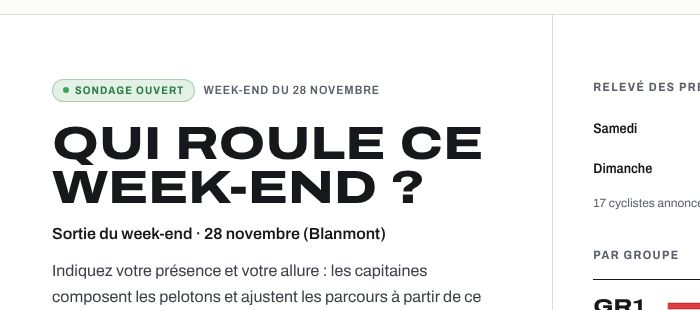 SONDAGE OUVERT WEEK-END DU 28 NOVEMBRE
QUI ROULE CE
WEEK-END ?
Sortie du week-end · 28 novembre (Blanmont)
Indiquez votre présence et votre allure : les capitaines
composent les pelotons et ajustent les parcours à partir de ce
RELEVÉ DES
Samedi
Dimanche
17 cyclistes
PAR GROUPE
GR1